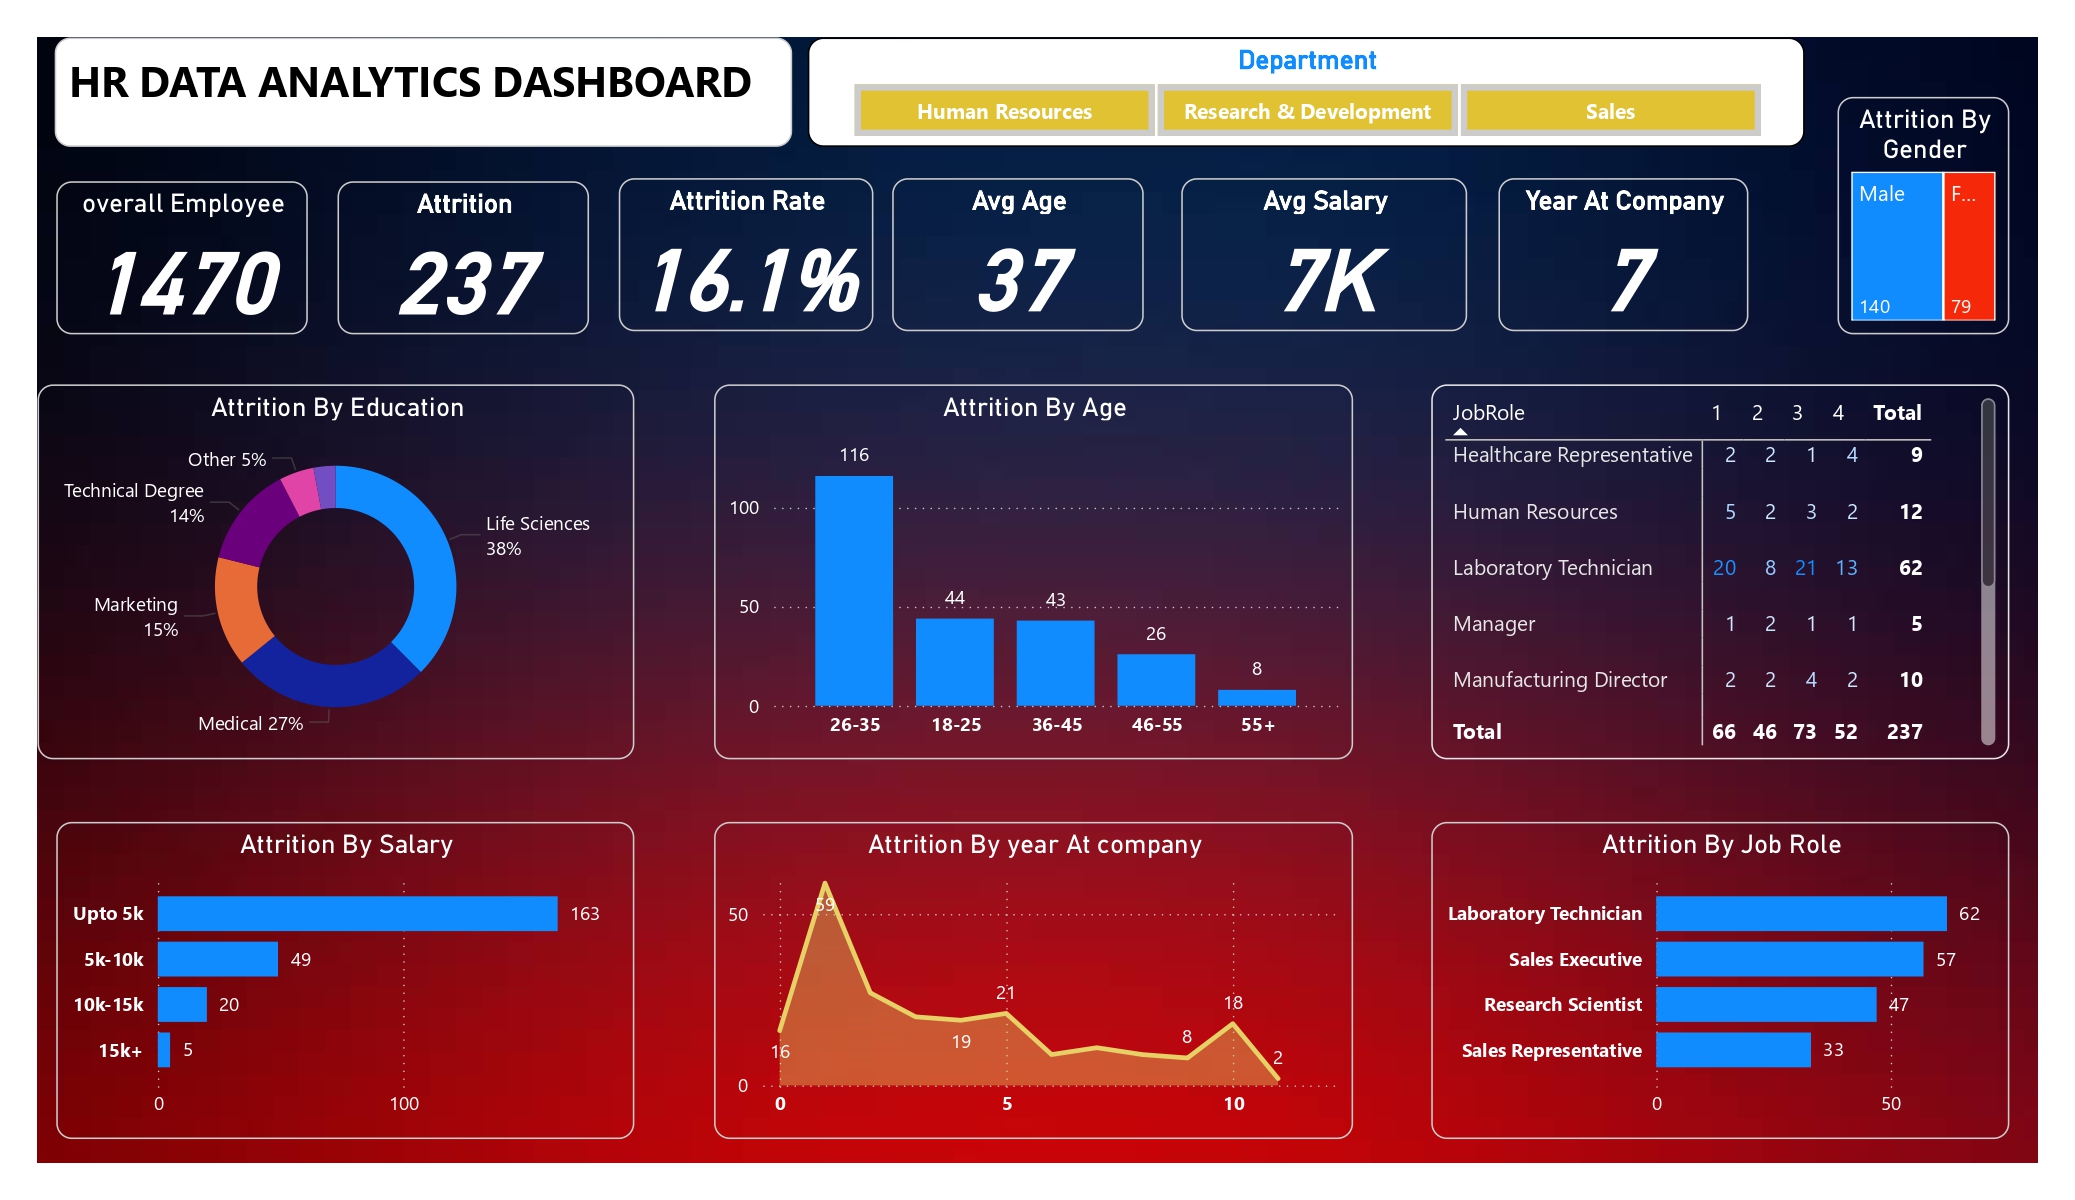 HR DATA ANALYTICS DASHBOARD
Department
Human Resources
Research & Development
Sales
Attrition By
Gender
Male
F...
140
79
overall Employee
1470
Attrition
237
Attrition Rate
16.1%
Avg Age
37
Avg Salary
7K
Year At Company
7
Attrition By Education
Other 5%
Technical Degree
14%
Life Sciences
38%
Marketing
15%
Medical 27%
Attrition By Age
116
100
44
43
50
26
8
0
26-35 18-25 36-45 46-55 55+
JobRole 1 2 3 4 Total
Healthcare Representative 2 2 1 4 9
Human Resources 5 2 3 2 12
Laboratory Technician 20 8 21 13 62
Manager 1 2 1 1 5
Manufacturing Director 2 2 4 2 10
Total 66 46 73 52 237
Attrition By Salary
Upto 5k 163
5k-10k 49
10k-15k 20
15k+ 5
0 100
Attrition By year At company
59
50
21
18
19
8
16
2
0
0 5 10
Attrition By Job Role
Laboratory Technician 62
Sales Executive 57
Research Scientist 47
Sales Representative 33
0 50